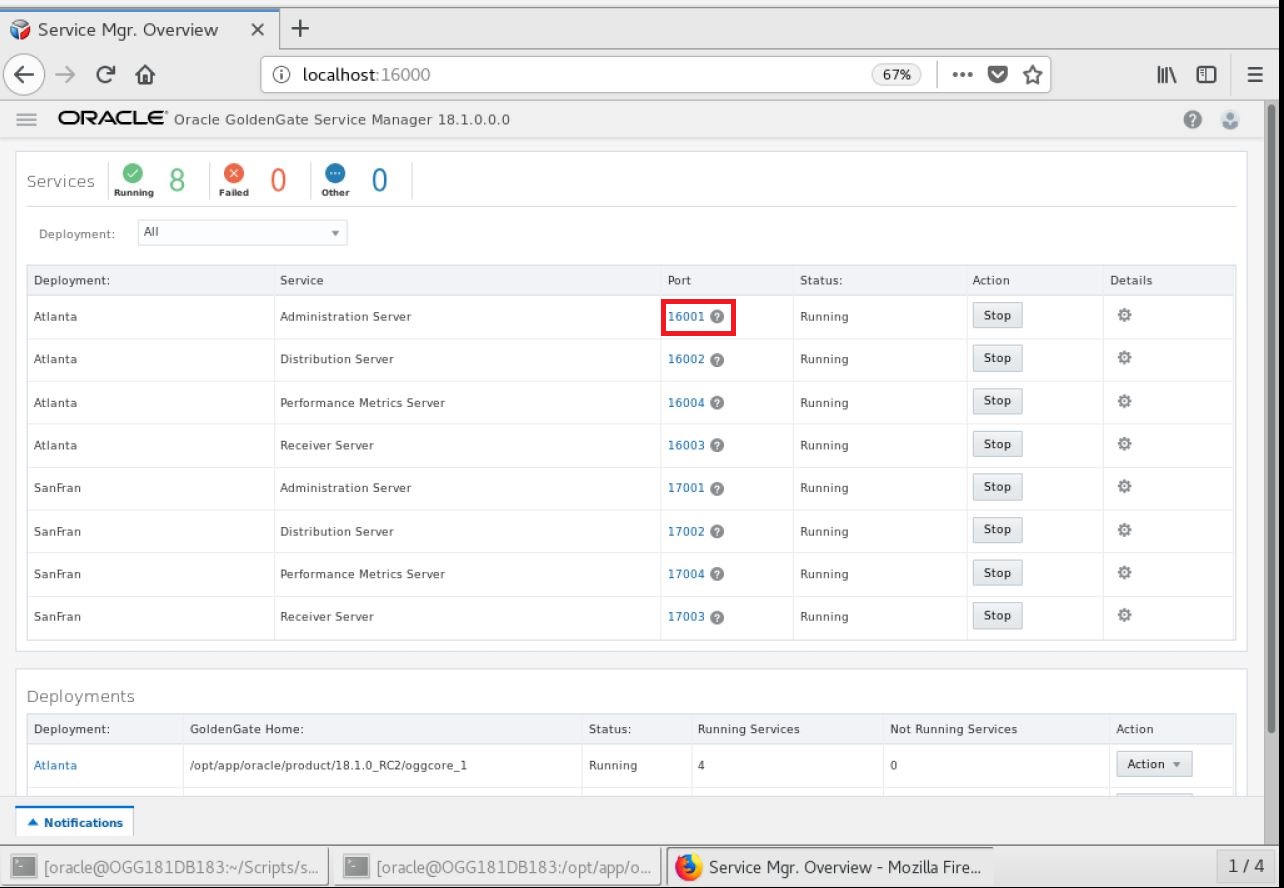 Service Mgr. Overview
localhost:16000 67%
ORACLE Oracle GoldenGate Service Manager 18.1.0.0.0
Services Running 8 Failed 0 Other 0
Deployment: All
Deployment: Service Port Status: Action Details
Atlanta Administration Server 16001 Running Stop
Atlanta Distribution Server 16002 Running Stop
Atlanta Performance Metrics Server 16004 Running Stop
Atlanta Receiver Server 16003 Running Stop
SanFran Administration Server 17001 Running Stop
SanFran Distribution Server 17002 Running Stop
SanFran Performance Metrics Server 17004 Running Stop
SanFran Receiver Server 17003 Running Stop
Deployments
Deployment: GoldenGate Home: Status: Running Services Not Running Services Action
Atlanta /opt/app/oracle/product/18.1.0_RC2/oggcore_1 Running 4 0 Action
Notifications
[oracle@OGG181DB183:~/Scripts/s... [oracle@OGG181DB183:/opt/app/o... Service Mgr. Overview - Mozilla Fire... 1 / 4